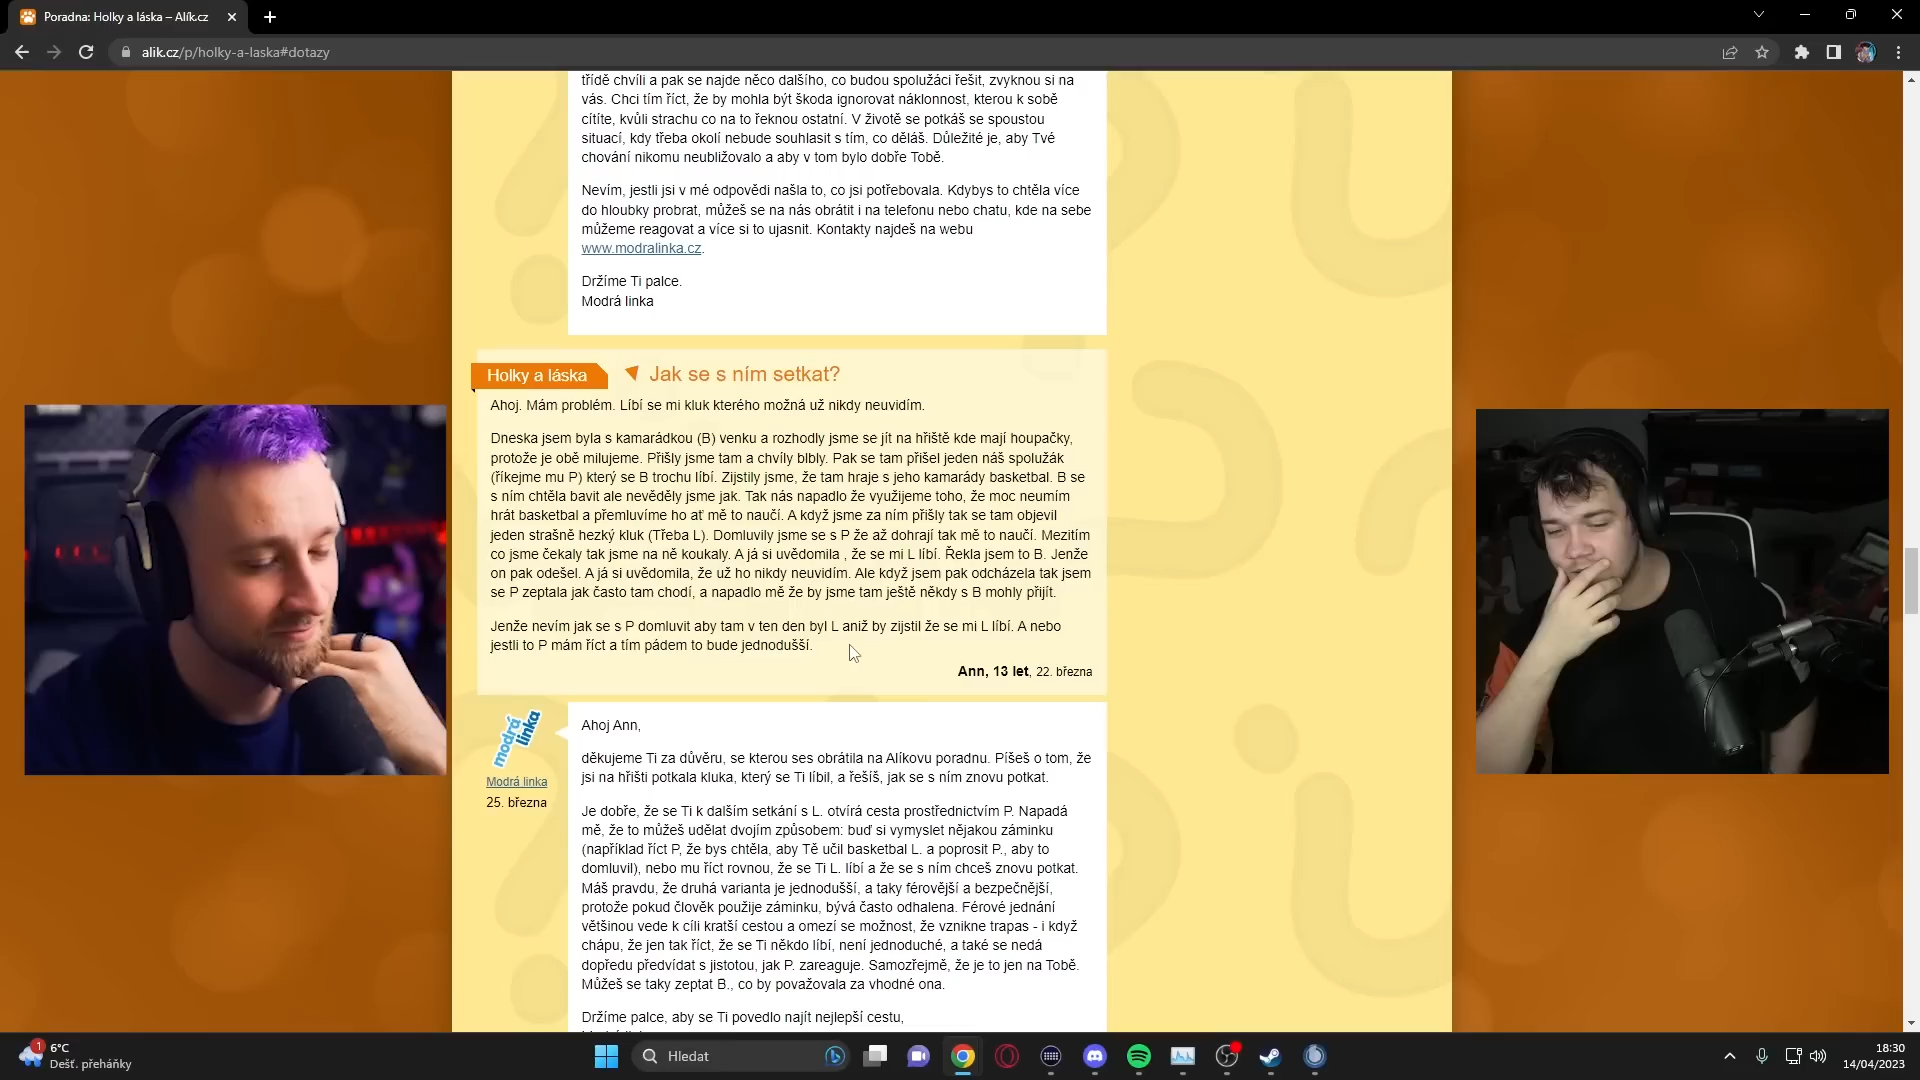 Poradna: Holky a láska – Alík.cz
alik.cz/p/holky-a-laska#dotazy
třídě chvíli a pak se najde něco dalšího, co budou spolužáci řešit, zvyknou si na
vás. Chci tím říct, že by mohla být škoda ignorovat náklonnost, kterou k sobě
cítíte, kvůli strachu co na to řeknou ostatní. V životě se potkáš se spoustou
situací, kdy třeba okolí nebude souhlasit s tím, co děláš. Důležité je, aby Tvé
chování nikomu neubližovalo a aby v tom bylo dobře Tobě.
Nevím, jestli jsi v mé odpovědi našla to, co jsi potřebovala. Kdybys to chtěla více
do hloubky probrat, můžeš se na nás obrátit i na telefonu nebo chatu, kde na sebe
můžeme reagovat a více si to ujasnit. Kontakty najdeš na webu
www.modralinka.cz.
Držíme Ti palce.
Modrá linka
Holky a láska
Jak se s ním setkat?
Ahoj. Mám problém. Líbí se mi kluk kterého možná už nikdy neuvidím.
Dneska jsem byla s kamarádkou (B) venku a rozhodly jsme se jít na hřiště kde mají houpačky,
protože je obě milujeme. Přišly jsme tam a chvíly blbly. Pak se tam přišel jeden náš spolužák
(říkejme mu P) který se B trochu líbí. Zijstily jsme, že tam hraje s jeho kamarády basketbal. B se
s ním chtěla bavit ale nevěděly jsme jak. Tak nás napadlo že využijeme toho, že moc neumím
hrát basketbal a přemluvíme ho ať mě to naučí. A když jsme za ním přišly tak se tam objevil
jeden strašně hezký kluk (Třeba L). Domluvily jsme se s P že až dohrají tak mě to naučí. Mezitím
co jsme čekaly tak jsme na ně koukaly. A já si uvědomila , že se mi L líbí. Řekla jsem to B. Jenže
on pak odešel. A já si uvědomila, že už ho nikdy neuvidím. Ale když jsem pak odcházela tak jsem
se P zeptala jak často tam chodí, a napadlo mě že by jsme tam ještě někdy s B mohly přijít.
Jenže nevím jak se s P domluvit aby tam v ten den byl L aniž by zijstil že se mi L líbí. A nebo
jestli to P mám říct a tím pádem to bude jednodušší.
Ann, 13 let, 22. března
modrá
linka
Modrá linka
25. března
Ahoj Ann,
děkujeme Ti za důvěru, se kterou ses obrátila na Alíkovu poradnu. Píšeš o tom, že
jsi na hřišti potkala kluka, který se Ti líbil, a řešíš, jak se s ním znovu potkat.
Je dobře, že se Ti k dalším setkání s L. otvírá cesta prostřednictvím P. Napadá
mě, že to můžeš udělat dvojím způsobem: buď si vymyslet nějakou záminku
(například říct P, že bys chtěla, aby Tě učil basketbal L. a poprosit P., aby to
domluvil), nebo mu říct rovnou, že se Ti L. líbí a že se s ním chceš znovu potkat.
Máš pravdu, že druhá varianta je jednodušší, a taky férovější a bezpečnější,
protože pokud člověk použije záminku, bývá často odhalena. Férové jednání
většinou vede k cíli kratší cestou a omezí se možnost, že vznikne trapas - i když
chápu, že jen tak říct, že se Ti někdo líbí, není jednoduché, a také se nedá
dopředu předvídat s jistotou, jak P. zareaguje. Samozřejmě, že je to jen na Tobě.
Můžeš se taky zeptat B., co by považovala za vhodné ona.
Držíme palce, aby se Ti povedlo najít nejlepší cestu,
1
6°C
Dešť. přeháňky
Hledat
18:30
14/04/2023